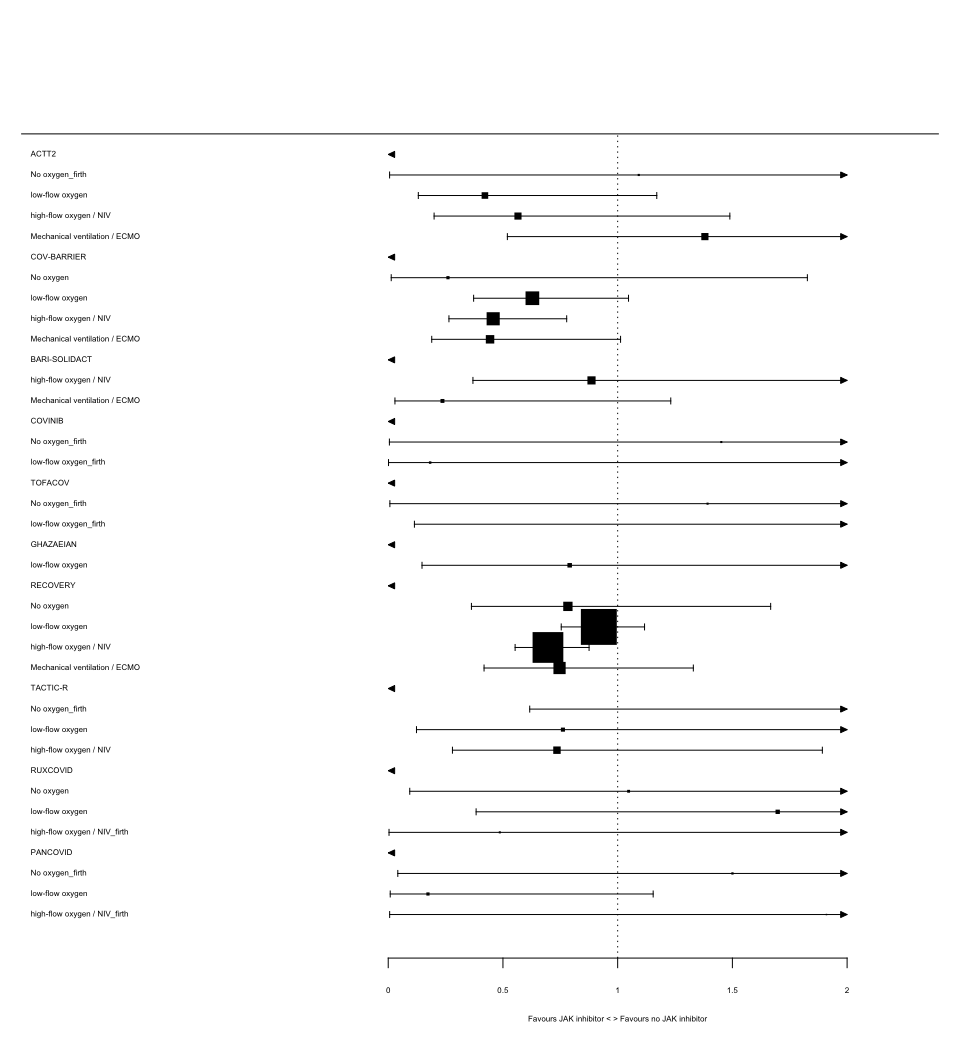 ACTT2
No oxygen_firth
low-flow oxygen
high-flow oxygen / NIV
Mechanical ventilation / ECMO
COV-BARRIER
No oxygen
low-flow oxygen
high-flow oxygen / NIV
Mechanical ventilation / ECMO
BARI-SOLIDACT
high-flow oxygen / NIV
Mechanical ventilation / ECMO
COVINIB
No oxygen_firth
low-flow oxygen_firth
TOFACOV
No oxygen_firth
low-flow oxygen_firth
GHAZAEIAN
low-flow oxygen
RECOVERY
No oxygen
low-flow oxygen
high-flow oxygen / NIV
Mechanical ventilation / ECMO
TACTIC-R
No oxygen_firth
low-flow oxygen
high-flow oxygen / NIV
RUXCOVID
No oxygen
low-flow oxygen
high-flow oxygen / NIV_firth
PANCOVID
No oxygen_firth
low-flow oxygen
high-flow oxygen / NIV_firth
0 0.5 1 1.5 2
Favours JAK inhibitor < > Favours no JAK inhibitor